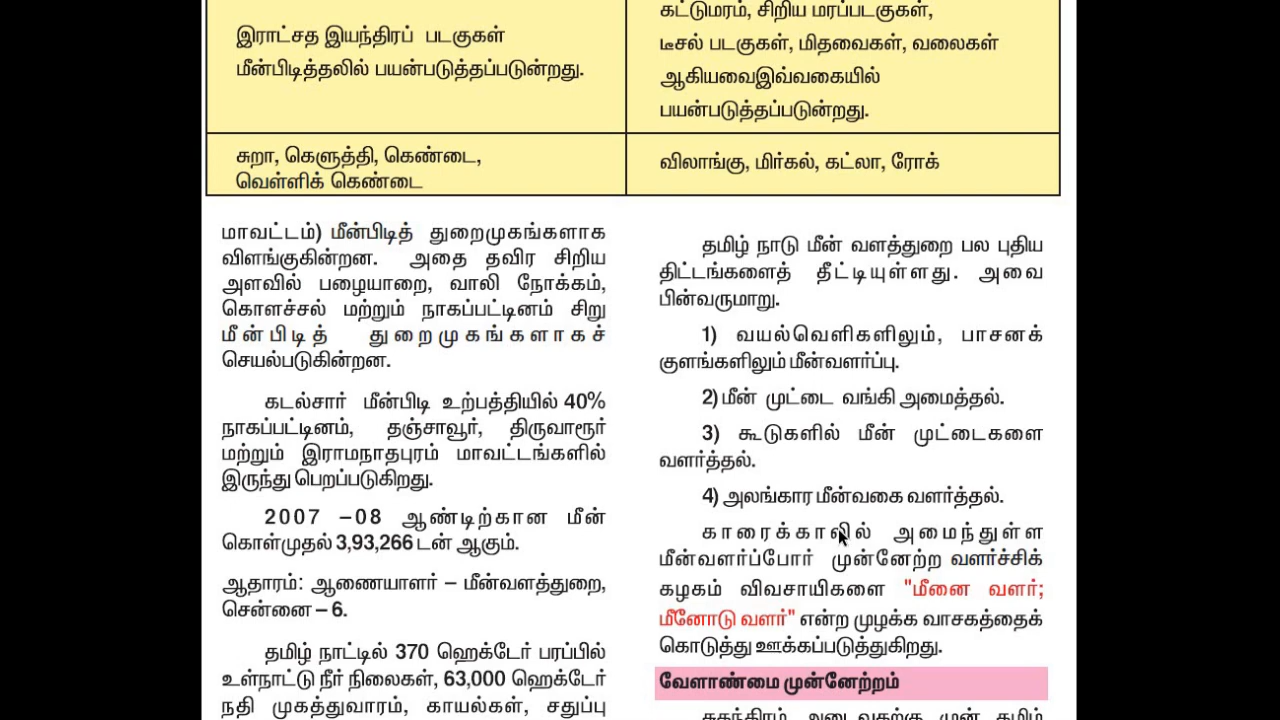 இராட்சத இயந்திரப் படகுகள்
மீன்பிடித்தலில் பயன்படுத்தப்படுன்றது.
கட்டுமரம், சிறிய மரப்படகுகள்,
டீசல் படகுகள், மிதவைகள், வலைகள்
ஆகியவைஇவ்வகையில்
பயன்படுத்தப்படுன்றது.
சுறா, கெளுத்தி, கெண்டை,
வெள்ளிக் கெண்டை
விலாங்கு, மிர்கல், கட்லா, ரோக்
மாவட்டம்) மீன்பிடித் துறைமுகங்களாக
விளங்குகின்றன. அதை தவிர சிறிய
அளவில் பழையாறை, வாலி நோக்கம்,
கொளச்சல் மற்றும் நாகப்பட்டினம் சிறு
மீன்பிடித் துறைமுகங்களாகச்
செயல்படுகின்றன.
கடல்சார் மீன்பிடி உற்பத்தியில் 40%
நாகப்பட்டினம், தஞ்சாவூர், திருவாரூர்
மற்றும் இராமநாதபுரம் மாவட்டங்களில்
இருந்து பெறப்படுகிறது.
2007 –08 ஆண்டிற்கான மீன்
கொள்முதல் 3,93,266 டன் ஆகும்.
ஆதாரம்: ஆணையாளர் – மீன்வளத்துறை,
சென்னை – 6.
தமிழ் நாட்டில் 370 ஹெக்டேர் பரப்பில்
உள்நாட்டு நீர் நிலைகள், 63,000 ஹெக்டேர்
நதி முகத்துவாரம், காயல்கள், சதுப்பு
தமிழ் நாடு மீன் வளத்துறை பல புதிய
திட்டங்களைத் தீட்டியுள்ளது. அவை
பின்வருமாறு.
1) வயல்வெளிகளிலும், பாசனக்
குளங்களிலும் மீன்வளர்ப்பு.
2) மீன் முட்டை வங்கி அமைத்தல்.
3) கூடுகளில் மீன் முட்டைகளை
வளர்த்தல்.
4) அலங்கார மீன்வகை வளர்த்தல்.
காரைக்காலில் அமைந்துள்ள
மீன்வளர்ப்போர் முன்னேற்ற வளர்ச்சிக்
கழகம் விவசாயிகளை "மீனை வளர்;
மீனோடு வளர்" என்ற முழக்க வாசகத்தைக்
கொடுத்து ஊக்கப்படுத்துகிறது.
வேளாண்மை முன்னேற்றம்